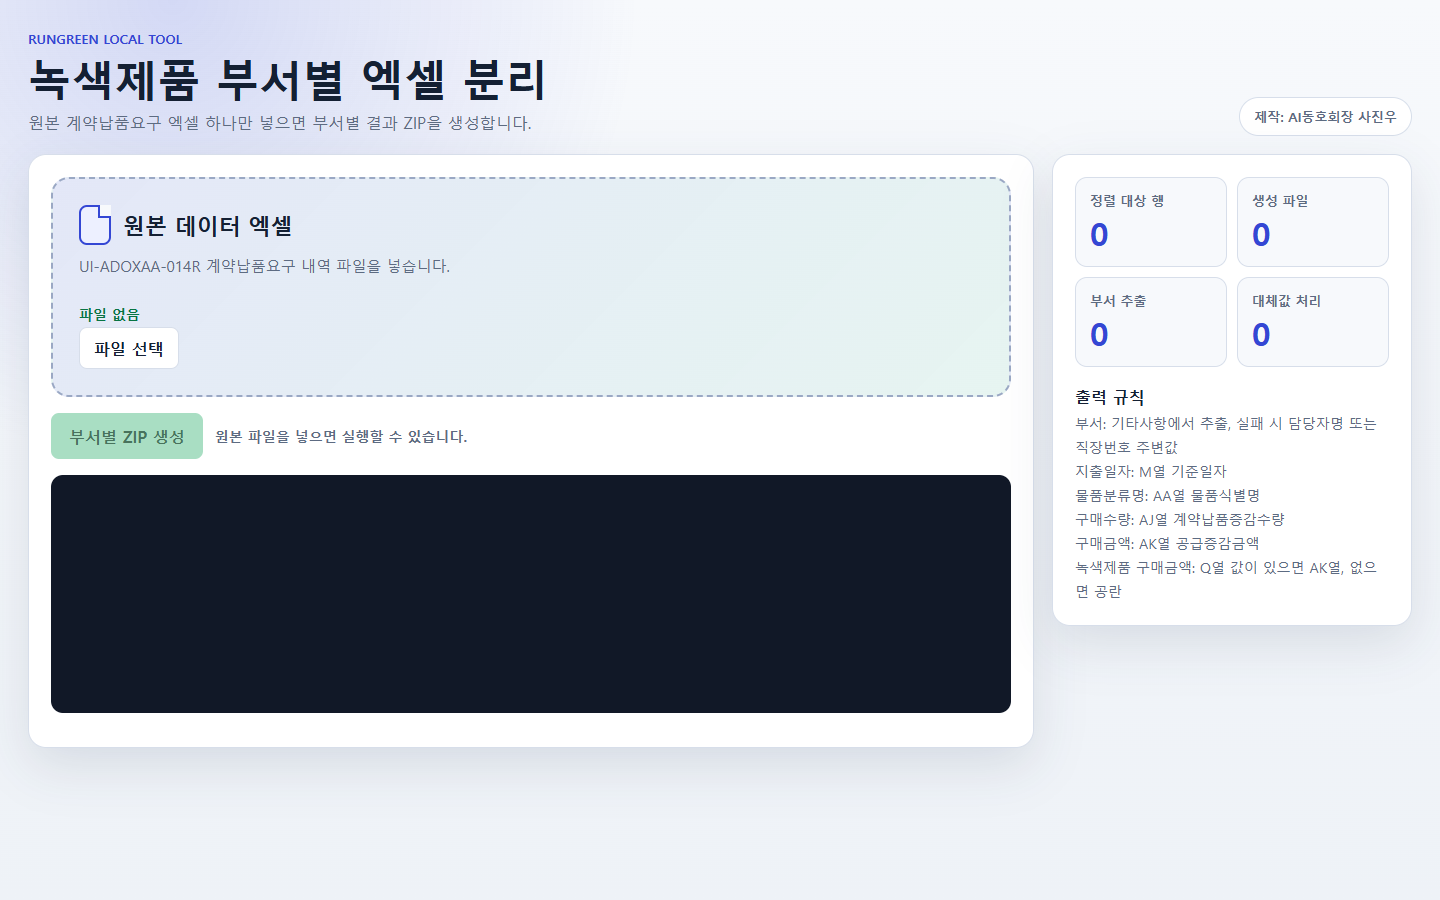 RUNGREEN LOCAL TOOL
녹색제품 부서별 엑셀 분리
원본 계약납품요구 엑셀 하나만 넣으면 부서별 결과 ZIP을 생성합니다.
제작: AI동호회장 사진우
원본 데이터 엑셀
UI-ADOXAA-014R 계약납품요구 내역 파일을 넣습니다.
파일 없음
파일 선택
부서별 ZIP 생성
원본 파일을 넣으면 실행할 수 있습니다.
정렬 대상 행
0
생성 파일
0
부서 추출
0
대체값 처리
0
출력 규칙
부서: 기타사항에서 추출, 실패 시 담당자명 또는
직장번호 주변값
지출일자: M열 기준일자
물품분류명: AA열 물품식별명
구매수량: AJ열 계약납품증감수량
구매금액: AK열 공급증감금액
녹색제품 구매금액: Q열 값이 있으면 AK열, 없으
면 공란